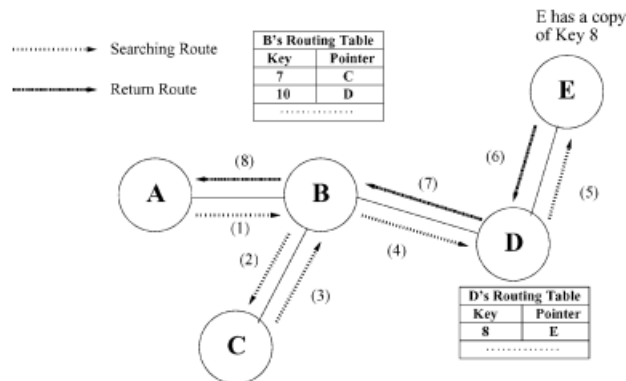 E has a copy
of Key 8
Searching Route
Return Route
B's Routing Table
Key Pointer
7 C
10 D
E
A
B
D
C
(8)
(1)
(2)
(3)
(7)
(4)
(6)
(5)
D's Routing Table
Key Pointer
8 E